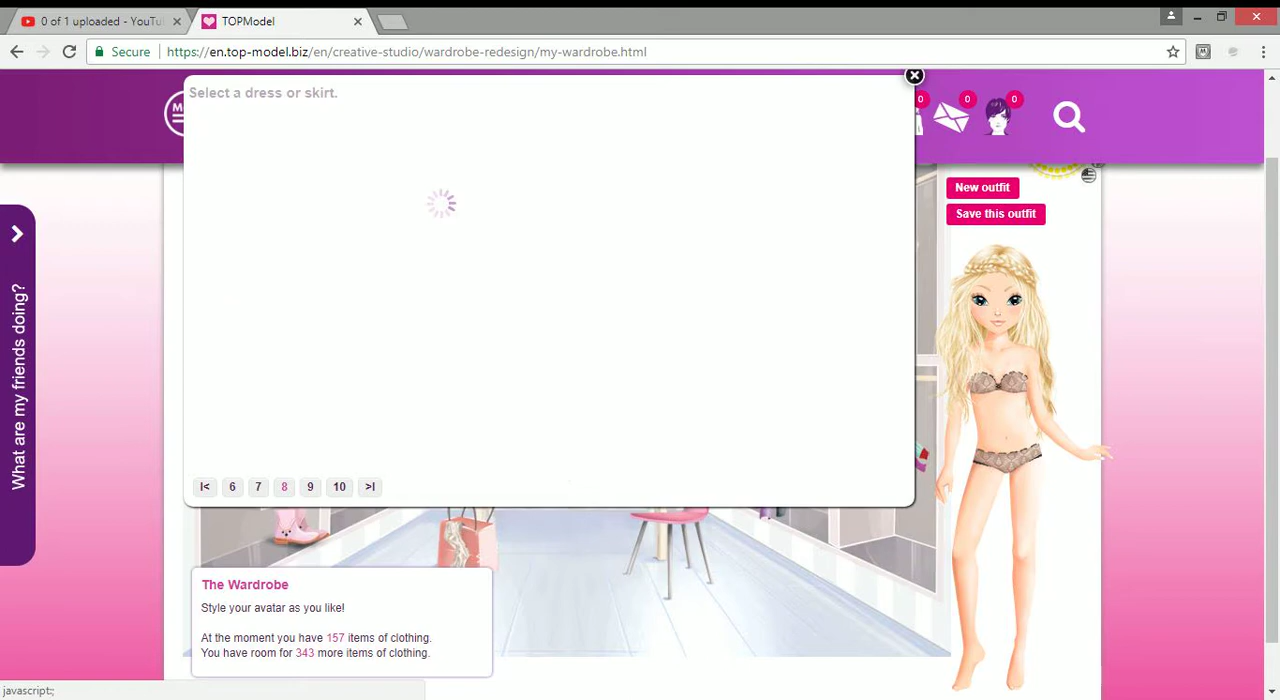 0 of 1 uploaded - YouTu
TOPModel
Secure
https://en.top-model.biz/en/creative-studio/wardrobe-redesign/my-wardrobe.html
Select a dress or skirt.
0
0
0
New outfit
Save this outfit
What are my friends doing?
|< 6 7 8 9 10 >|
The Wardrobe
Style your avatar as you like!
At the moment you have 157 items of clothing.
You have room for 343 more items of clothing.
javascript:;